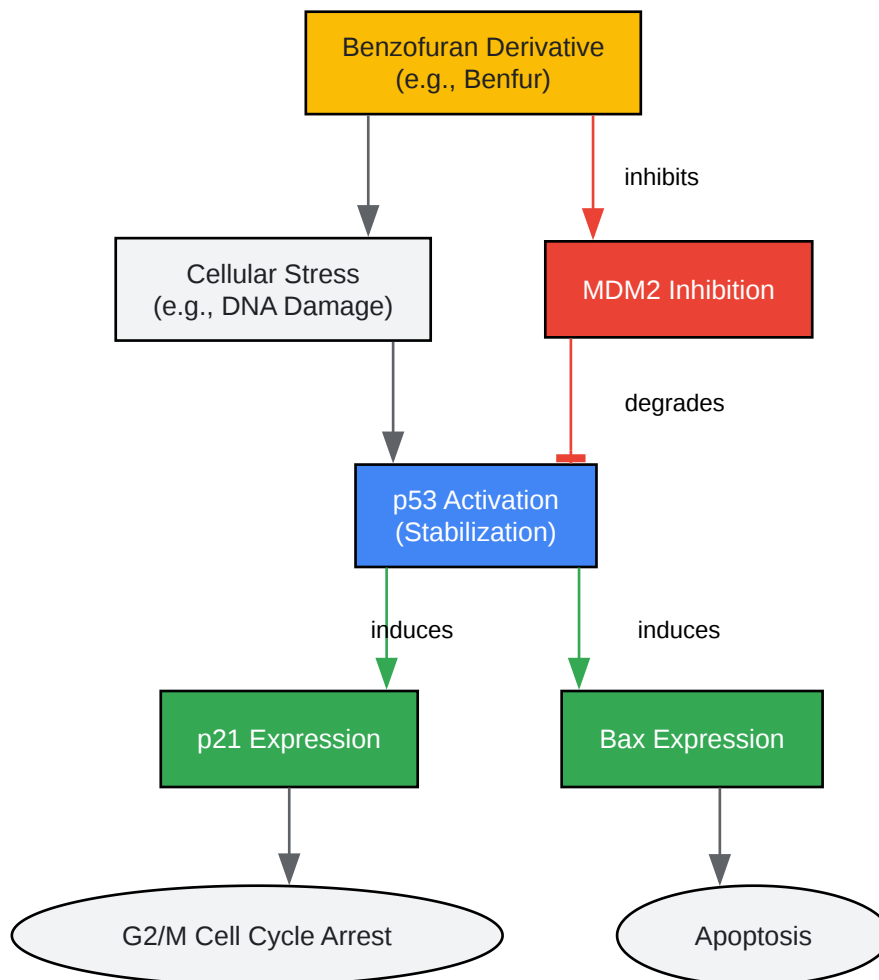 Benzofuran Derivative
(e.g., Benfur)
inhibits
Cellular Stress
(e.g., DNA Damage)
MDM2 Inhibition
degrades
p53 Activation
(Stabilization)
induces
induces
p21 Expression
Bax Expression
G2/M Cell Cycle Arrest
Apoptosis